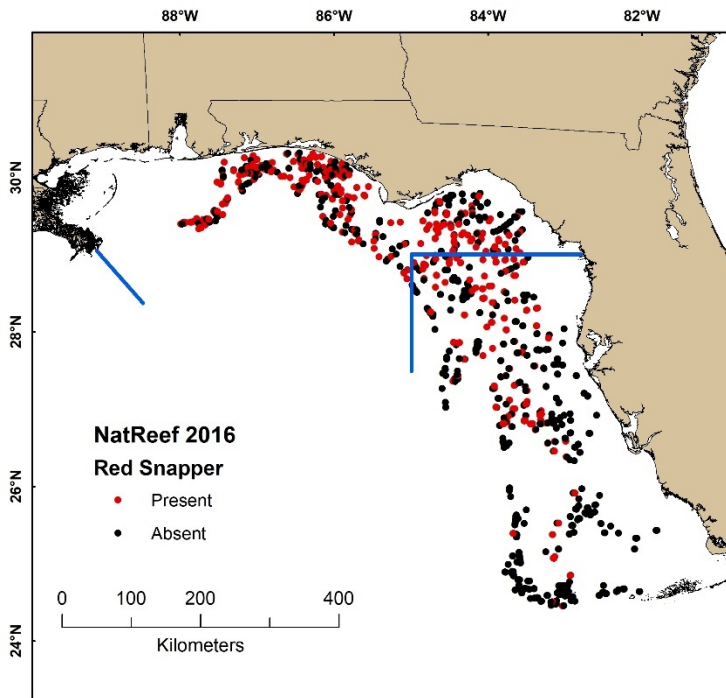 88°W 86°W 84°W 82°W
30°N
28°N
26°N
24°N
NatReef 2016
Red Snapper
Present
Absent
0 100 200 400
Kilometers